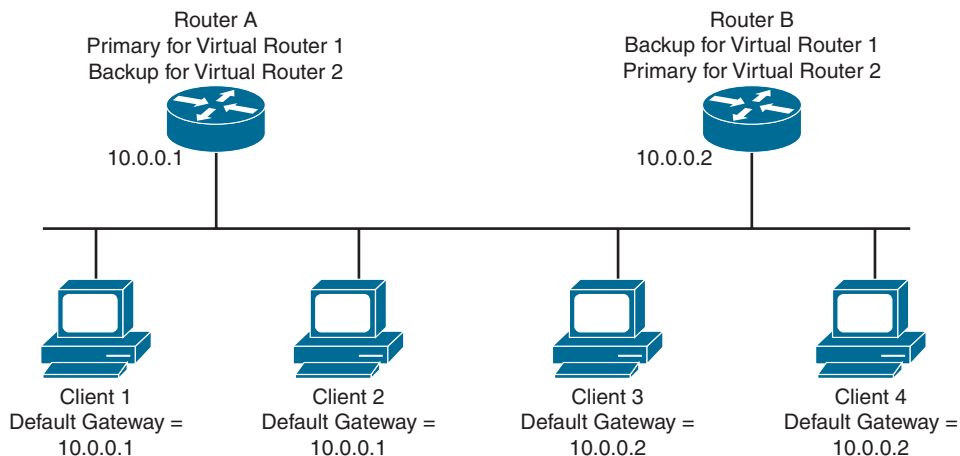 Router A
Primary for Virtual Router 1
Backup for Virtual Router 2
Router B
Backup for Virtual Router 1
Primary for Virtual Router 2
10.0.0.1
10.0.0.2
Client 1
Default Gateway =
10.0.0.1
Client 2
Default Gateway =
10.0.0.1
Client 3
Default Gateway =
10.0.0.2
Client 4
Default Gateway =
10.0.0.2